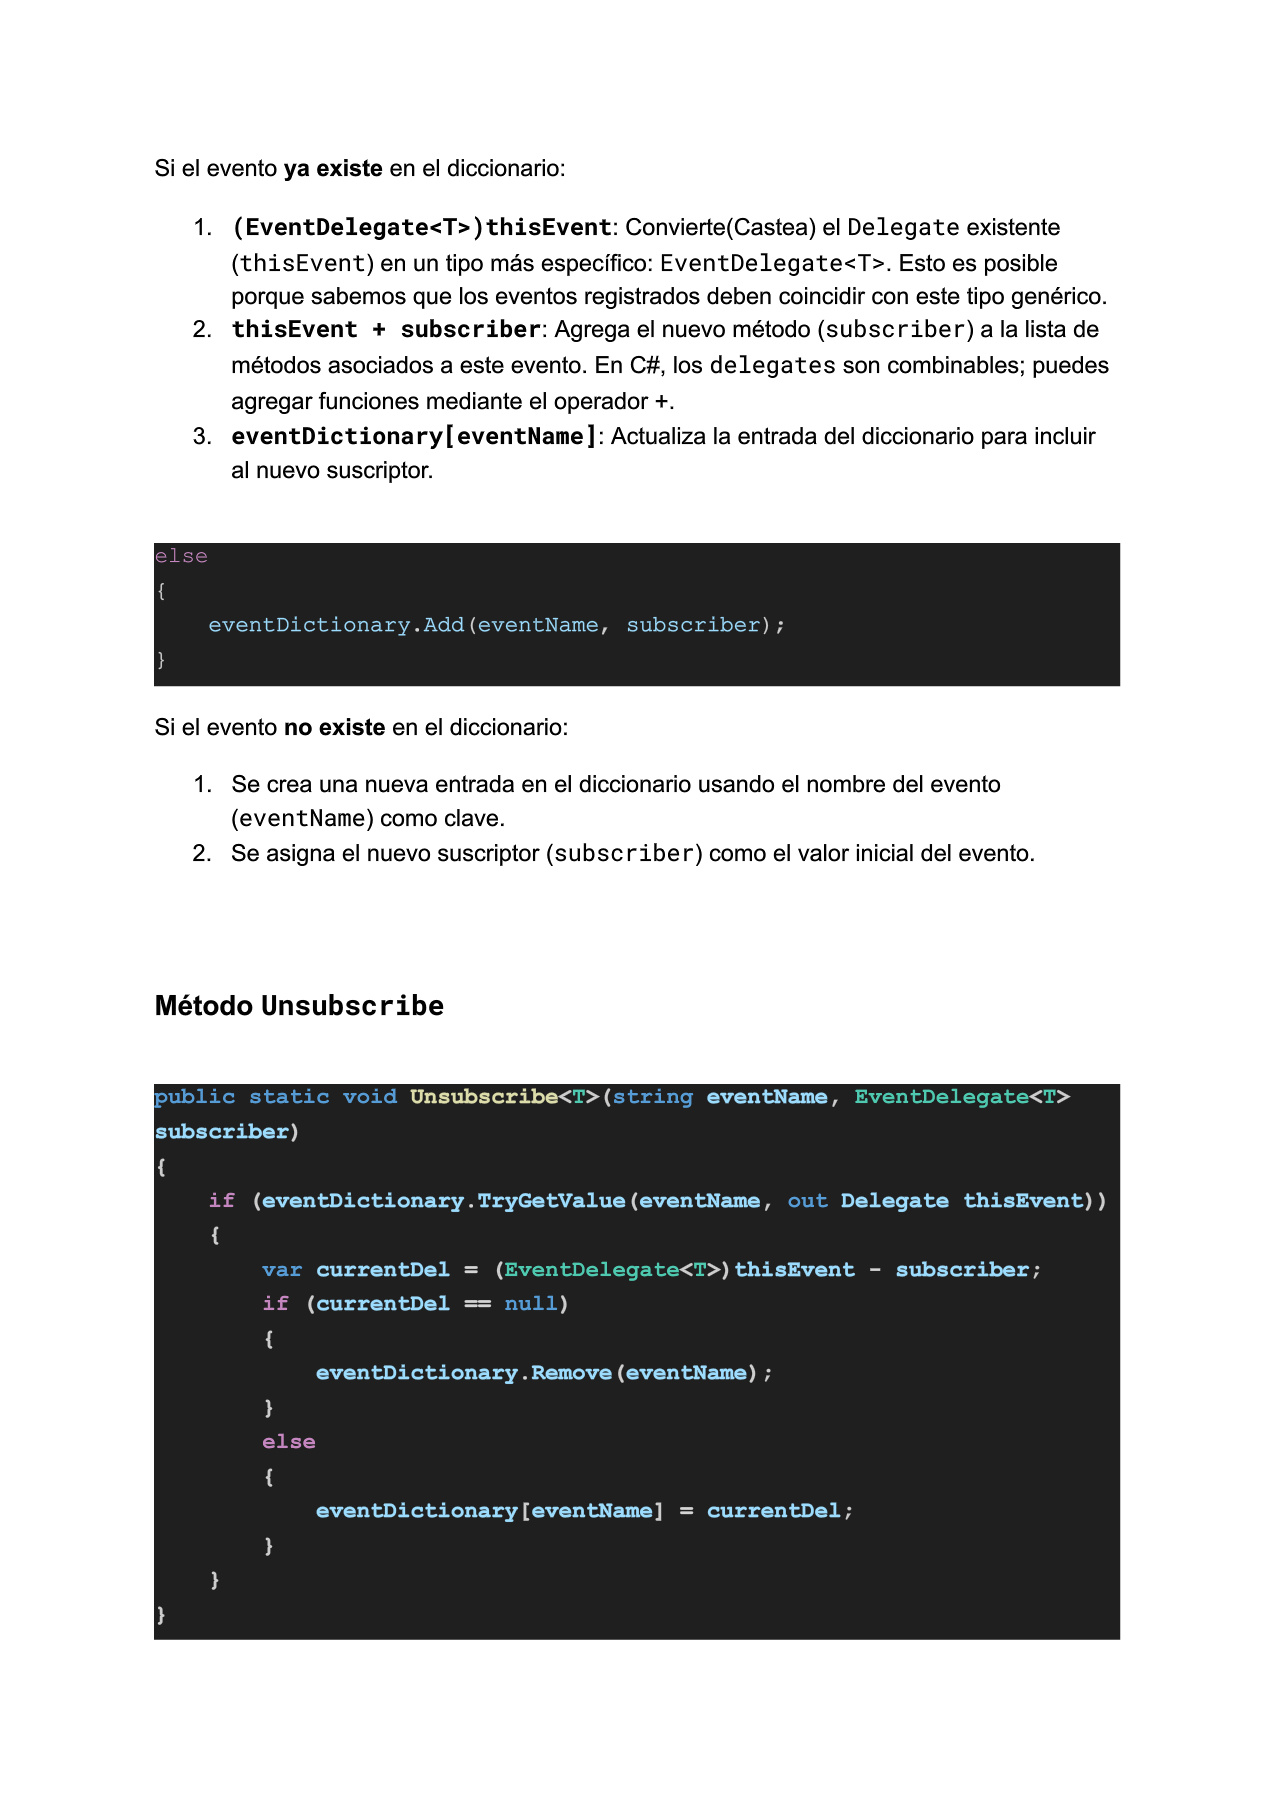 Si el evento ya existe en el diccionario:
1. (EventDelegate<T>)thisEvent: Convierte(Castea) el Delegate existente
(thisEvent) en un tipo más específico: EventDelegate<T>. Esto es posible
porque sabemos que los eventos registrados deben coincidir con este tipo genérico.
2. thisEvent + subscriber: Agrega el nuevo método (subscriber) a la lista de
métodos asociados a este evento. En C#, los delegates son combinables; puedes
agregar funciones mediante el operador +.
3. eventDictionary[eventName]: Actualiza la entrada del diccionario para incluir
al nuevo suscriptor.
else
{
    eventDictionary.Add(eventName, subscriber);
}
Si el evento no existe en el diccionario:
1. Se crea una nueva entrada en el diccionario usando el nombre del evento
(eventName) como clave.
2. Se asigna el nuevo suscriptor (subscriber) como el valor inicial del evento.
Método Unsubscribe
public static void Unsubscribe<T>(string eventName, EventDelegate<T>
subscriber)
{
    if (eventDictionary.TryGetValue(eventName, out Delegate thisEvent))
    {
        var currentDel = (EventDelegate<T>)thisEvent - subscriber;
        if (currentDel == null)
        {
            eventDictionary.Remove(eventName);
        }
        else
        {
            eventDictionary[eventName] = currentDel;
        }
    }
}